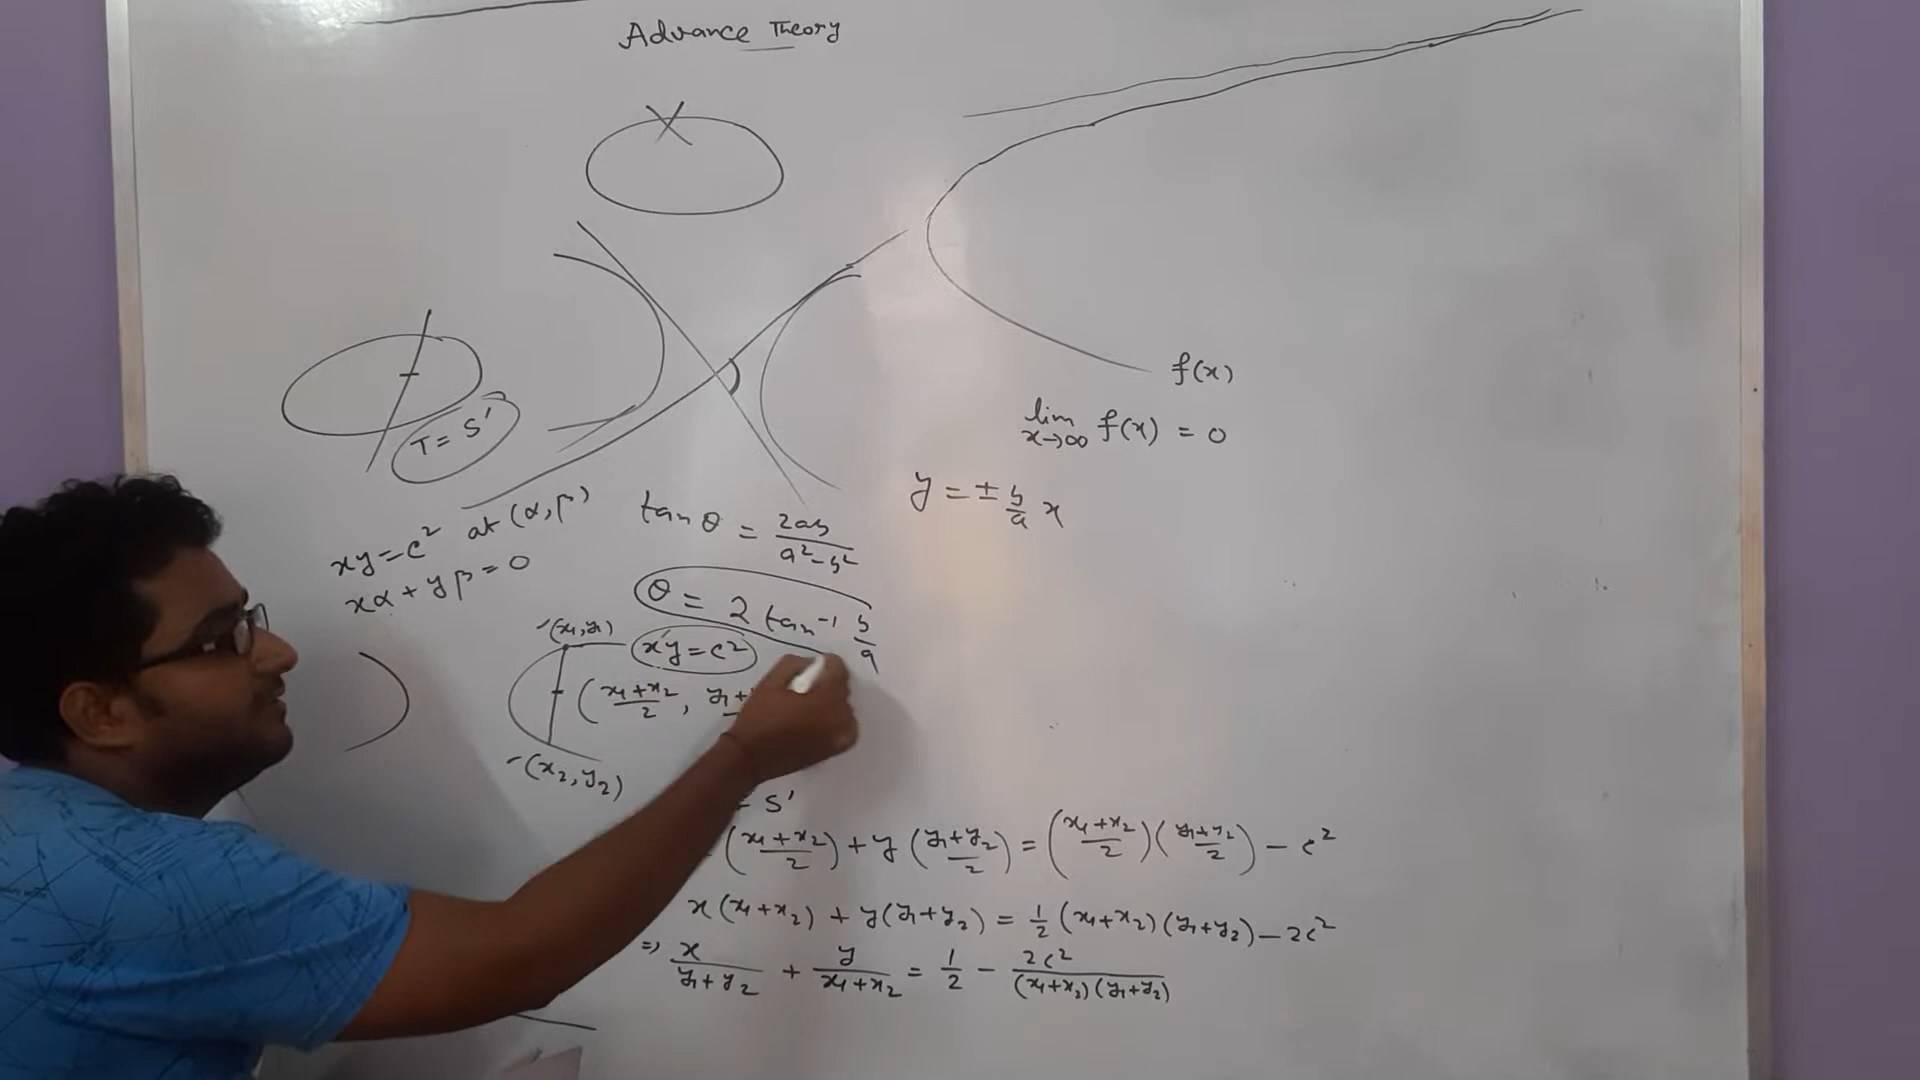 Advance Theory
f(x)
lim x→∞ f(x) = 0
T = S'
y = ± b/a x
xy = c² at (α, β)
xα + yβ = 0
tan θ = 2ab/(a² - b²)
θ = 2 tan⁻¹ b/a
(x₁, y₁)
xy = c²
((x₁+x₂)/2, y₁+
(x₂, y₂)
= S'
((x₁+x₂)/2) + y ((y₁+y₂)/2) = ((x₁+x₂)/2) ((y₁+y₂)/2) - c²
x(x₁+x₂) + y(y₁+y₂) = 1/2 (x₁+x₂)(y₁+y₂) - 2c²
⇒ x/(y₁+y₂) + y/(x₁+x₂) = 1/2 - 2c²/((x₁+x₂)(y₁+y₂))